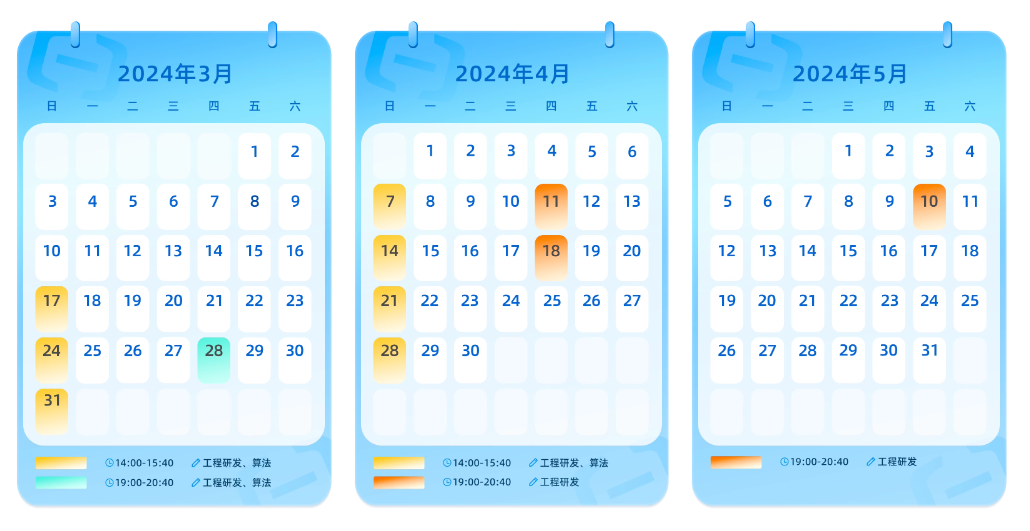 2024年3月
日 一 二 三 四 五 六
1 2
3 4 5 6 7 8 9
10 11 12 13 14 15 16
17 18 19 20 21 22 23
24 25 26 27 28 29 30
31
14:00-15:40 工程研发、算法
19:00-20:40 工程研发、算法
2024年4月
日 一 二 三 四 五 六
1 2 3 4 5 6
7 8 9 10 11 12 13
14 15 16 17 18 19 20
21 22 23 24 25 26 27
28 29 30
14:00-15:40 工程研发、算法
19:00-20:40 工程研发
2024年5月
日 一 二 三 四 五 六
1 2 3 4
5 6 7 8 9 10 11
12 13 14 15 16 17 18
19 20 21 22 23 24 25
26 27 28 29 30 31
19:00-20:40 工程研发